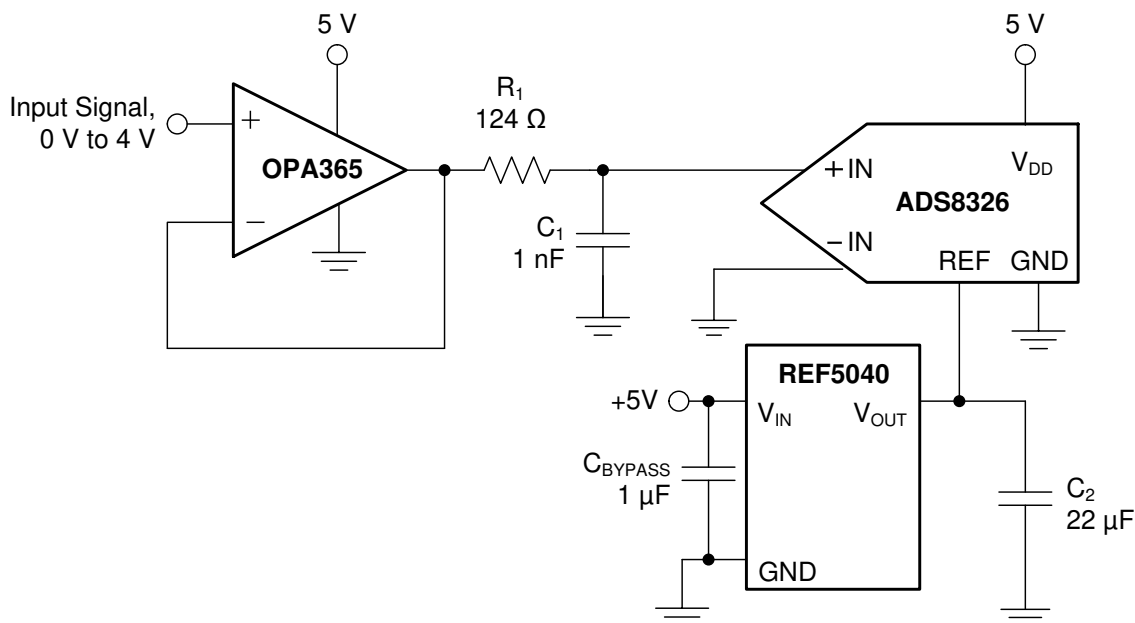 5 V
Input Signal,
0 V to 4 V
+
−
OPA365
R1
124 Ω
C1
1 nF
5 V
+IN
−IN
VDD
ADS8326
REF
GND
REF5040
+5V
VIN
VOUT
CBYPASS
1 µF
GND
C2
22 µF